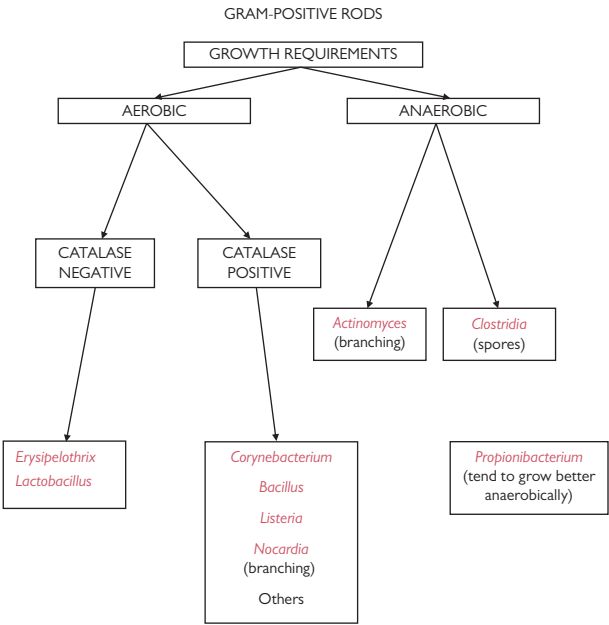 GRAM-POSITIVE RODS
GROWTH REQUIREMENTS
AEROBIC
ANAEROBIC
CATALASE
NEGATIVE
CATALASE
POSITIVE
Actinomyces
(branching)
Clostridia
(spores)
Erysipelothrix
Lactobacillus
Corynebacterium
Bacillus
Listeria
Nocardia
(branching)
Others
Propionibacterium
(tend to grow better
anaerobically)